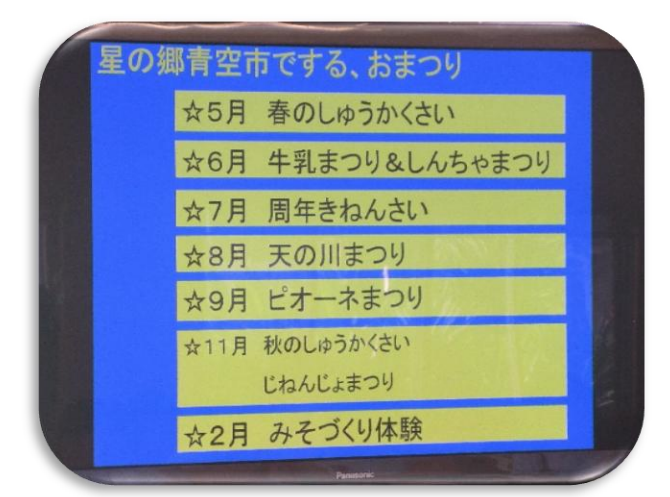 星の郷青空市でする、おまつり
☆5月 春のしゅうかくさい
☆6月 牛乳まつり&しんちゃまつり
☆7月 周年きねんさい
☆8月 天の川まつり
☆9月 ピオーネまつり
☆11月 秋のしゅうかくさい
じねんじょまつり
☆2月 みそづくり体験
Panasonic